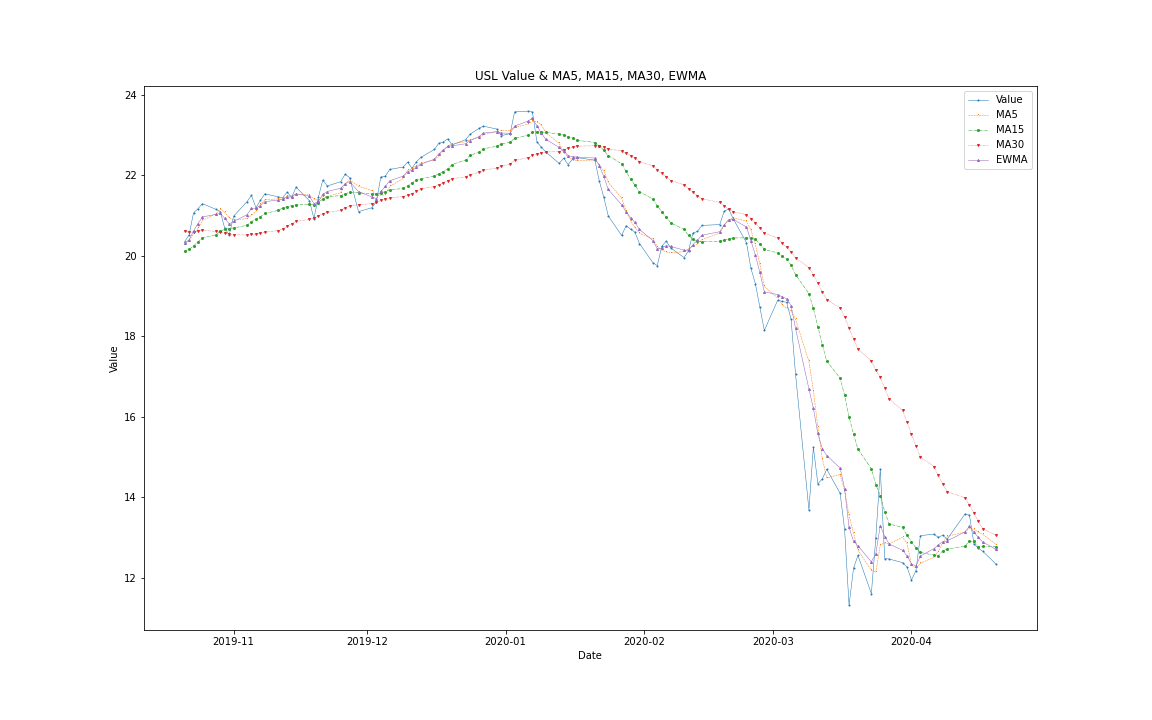 USL Value & MA5, MA15, MA30, EWMA
24
22
20
18
16
14
12
Value
2019-11
2019-12
2020-01
2020-02
2020-03
2020-04
Date
Value
MA5
MA15
MA30
EWMA